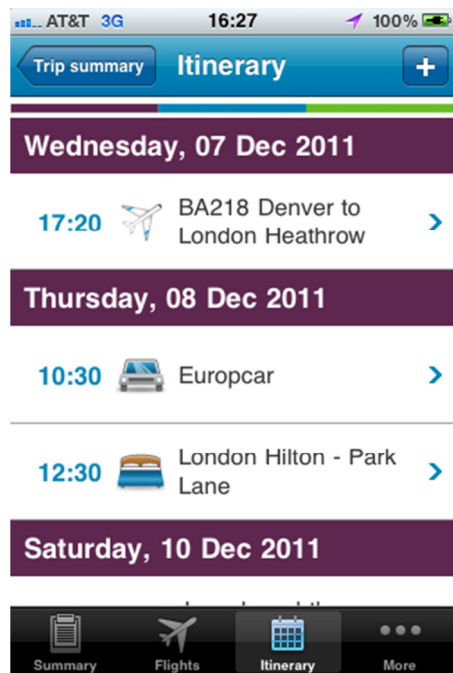 AT&T 3G 16:27 100%
Trip summary Itinerary +
Wednesday, 07 Dec 2011
17:20 BA218 Denver to
London Heathrow
Thursday, 08 Dec 2011
10:30 Europcar
12:30 London Hilton - Park
Lane
Saturday, 10 Dec 2011
Summary Flights Itinerary More